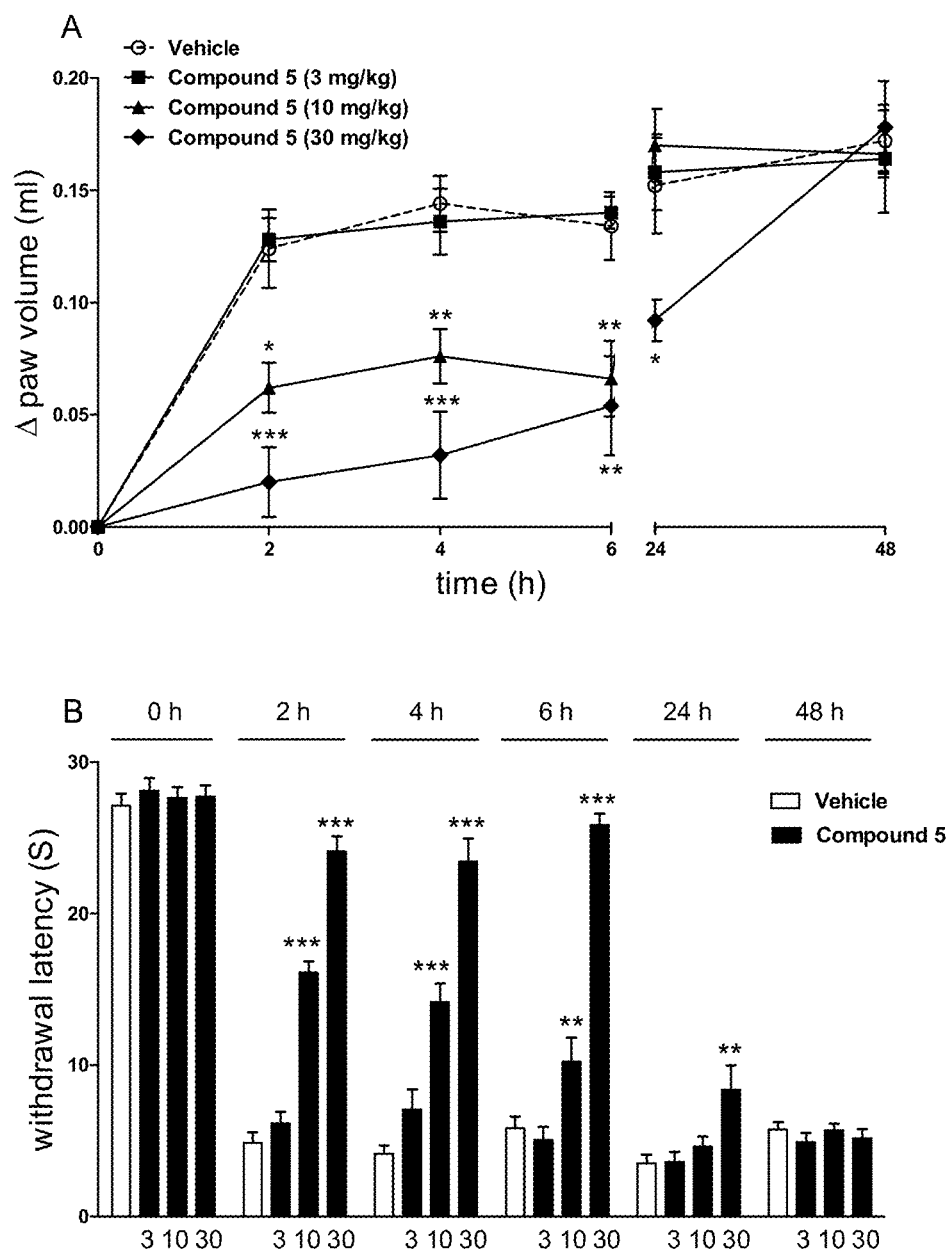 A
Vehicle
Compound 5 (3 mg/kg)
Compound 5 (10 mg/kg)
Compound 5 (30 mg/kg)
0.20
0.15
0.10
0.05
0.00
Δ paw volume (ml)
* ** ** *
*** *** **
0 2 4 6 24 48
time (h)
B 0 h 2 h 4 h 6 h 24 h 48 h
Vehicle
Compound 5
30
20
10
0
withdrawal latency (S)
*** *** *** *** ** **
3 10 30 3 10 30 3 10 30 3 10 30 3 10 30 3 10 30